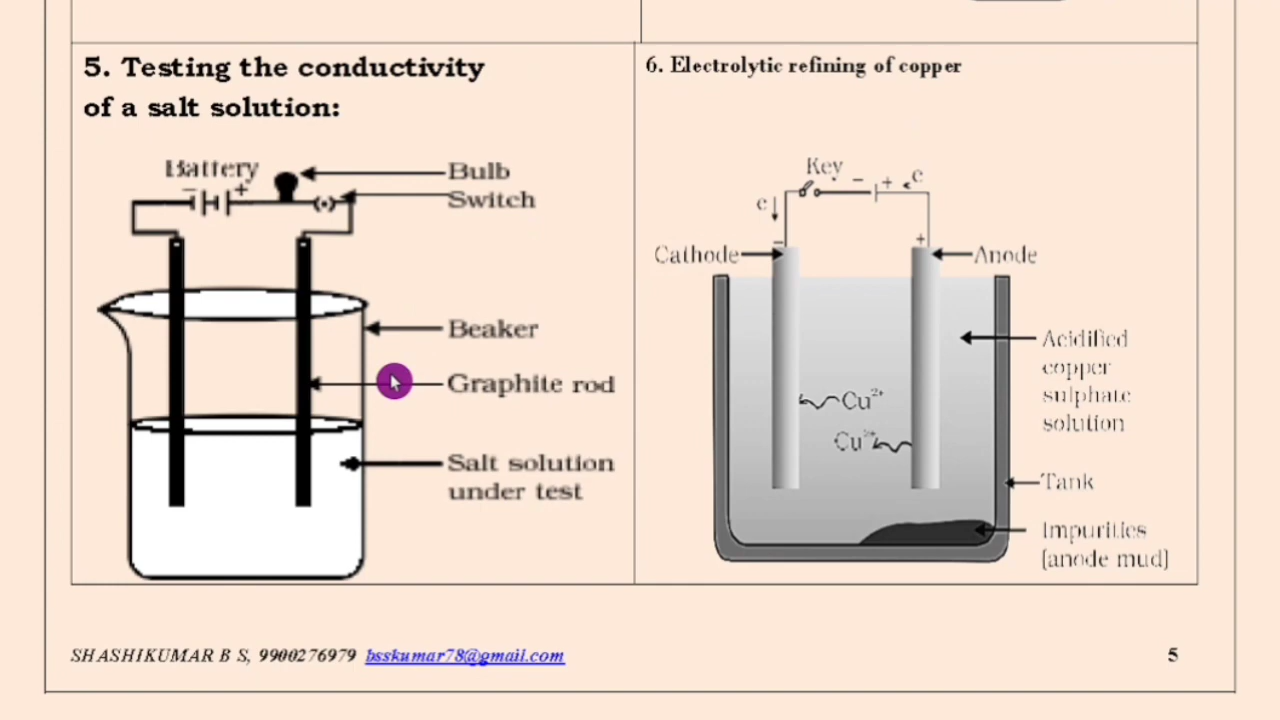 5. Testing the conductivity
of a salt solution:
Battery
− +
Bulb
Switch
Beaker
Graphite rod
Salt solution
under test
6. Electrolytic refining of copper
Key
− +
e
e
− +
Cathode
Anode
Acidified
copper
sulphate
solution
Cu²⁺
Cu²⁺
Tank
Impurities
(anode mud)
SHASHIKUMAR B S, 9900276979 bsskumar78@gmail.com
5